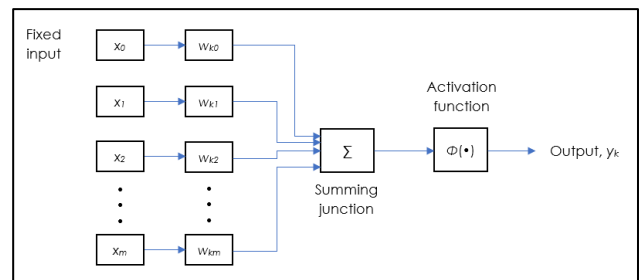 Fixed
input
x₀
wₖ₀
x₁
wₖ₁
Activation
function
x₂
wₖ₂
Σ
Φ(•)
Output, yₖ
Summing
junction
xₘ
wₖₘ